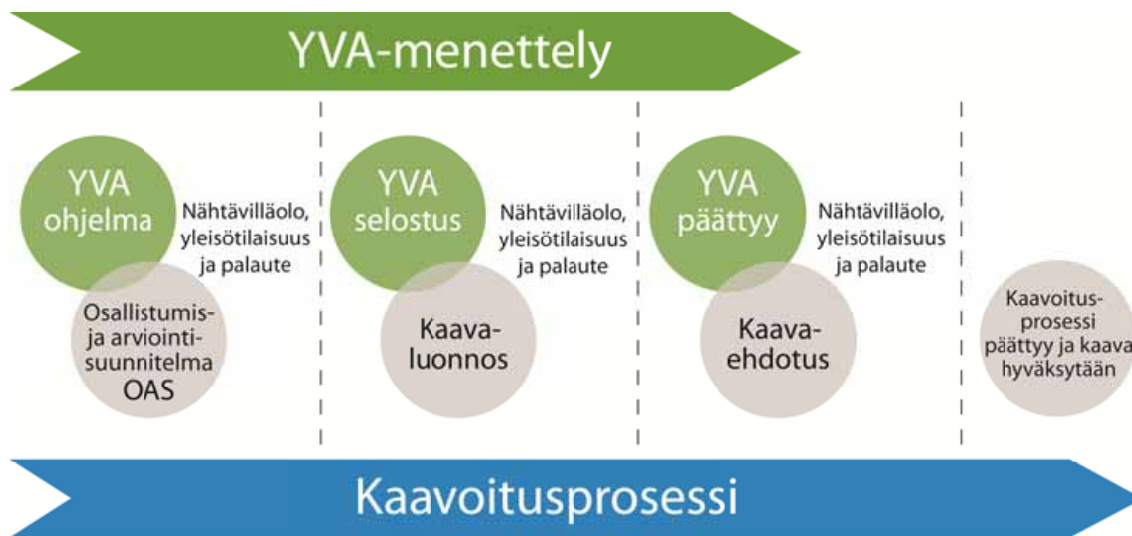 YVA-menettely
YVA
ohjelma
Nähtävilläolo,
yleisötilaisuus
ja palaute
Osallistumis-
ja arviointi-
suunnitelma
OAS
YVA
selostus
Nähtävilläolo,
yleisötilaisuus
ja palaute
Kaava-
luonnos
YVA
päättyy
Nähtävilläolo,
yleisötilaisuus
ja palaute
Kaava-
ehdotus
Kaavoitus-
prosessi
päättyy ja kaava
hyväksytään
Kaavoitusprosessi